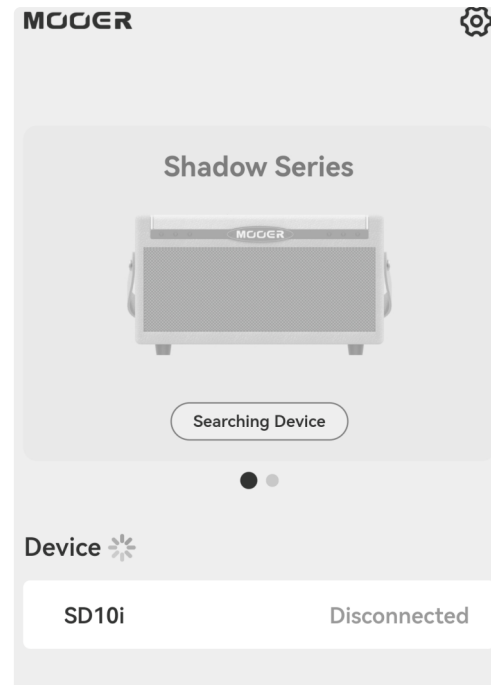 MOOER
Shadow Series
MOOER
Searching Device
Device
SD10i Disconnected